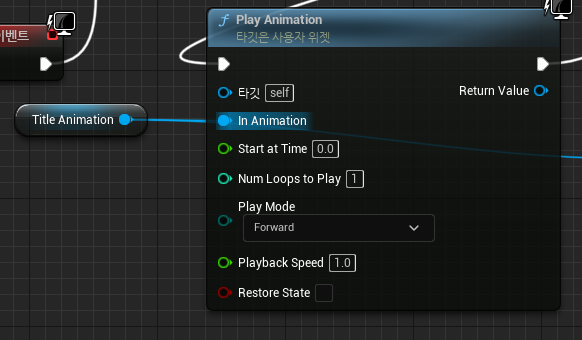 이벤트
Play Animation
타깃은 사용자 위젯
타깃 self
Return Value
Title Animation
In Animation
Start at Time 0.0
Num Loops to Play 1
Play Mode
Forward
Playback Speed 1.0
Restore State